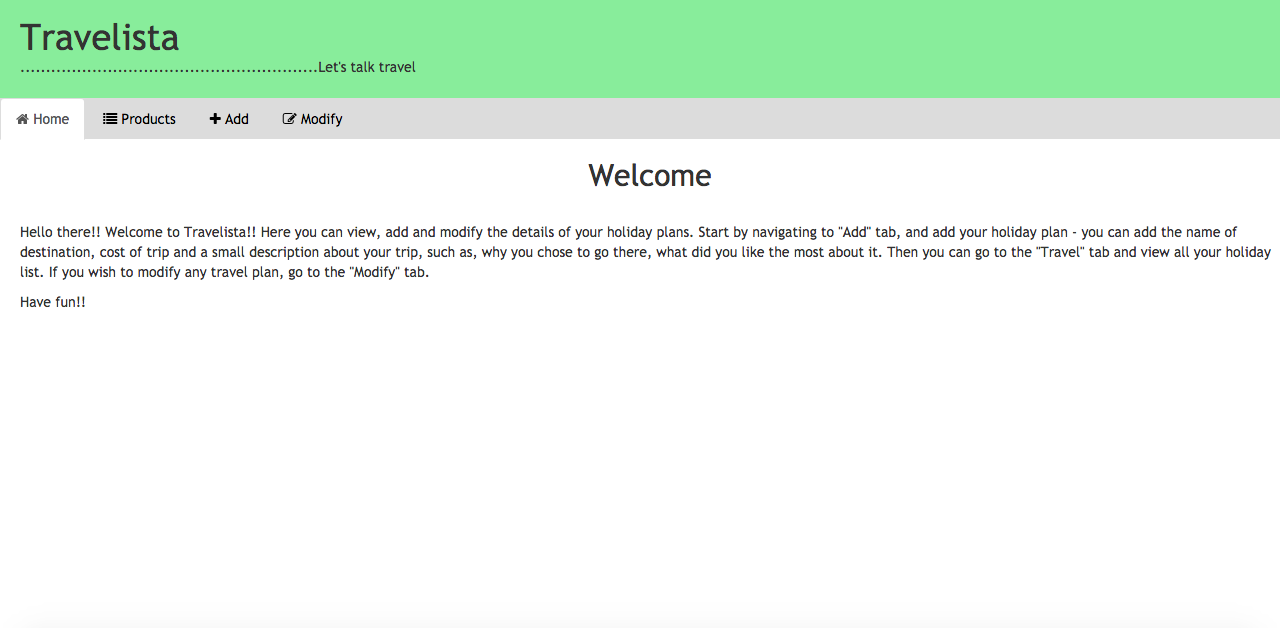 Travelista
..........................................................Let's talk travel
Home Products Add Modify
Welcome
Hello there!! Welcome to Travelista!! Here you can view, add and modify the details of your holiday plans. Start by navigating to "Add" tab, and add your holiday plan - you can add the name of
destination, cost of trip and a small description about your trip, such as, why you chose to go there, what did you like the most about it. Then you can go to the "Travel" tab and view all your holiday
list. If you wish to modify any travel plan, go to the "Modify" tab.
Have fun!!